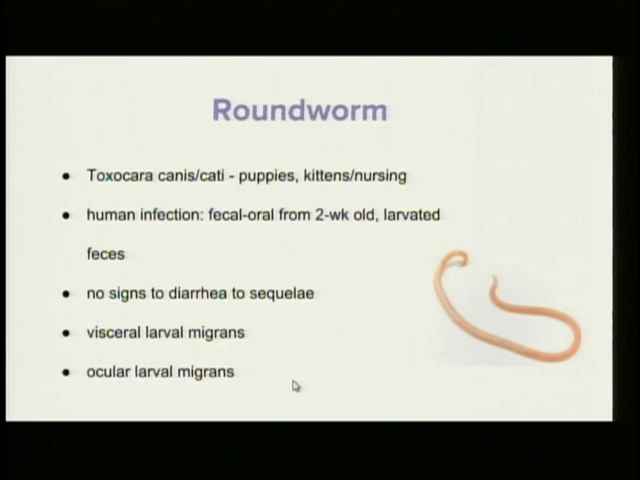 Roundworm
• Toxocara canis/cati - puppies, kittens/nursing
• human infection: fecal-oral from 2-wk old, larvated
feces
• no signs to diarrhea to sequelae
• visceral larval migrans
• ocular larval migrans